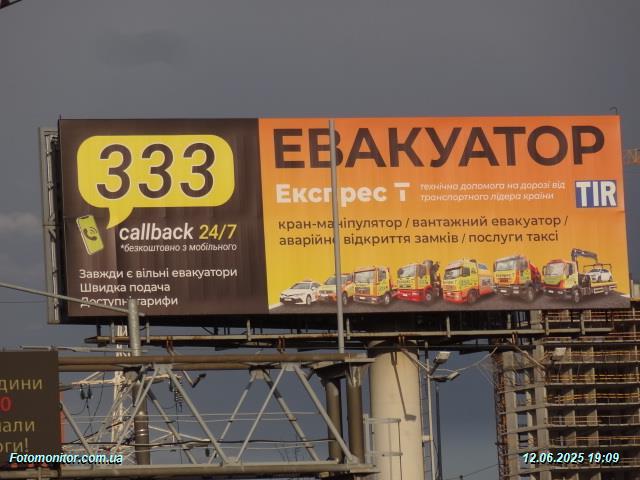 333
callback 24/7
*безкоштовно з мобільного
Завжди є вільні евакуатори
Швидка подача
Доступні тарифи
ЕВАКУАТОР
Експрес Т
технічна допомога на дорозі від
транспортного лідера країни
TIR
кран-маніпулятор / вантажний евакуатор /
аварійне відкриття замків / послуги таксі
Fotomonitor.com.ua
12.06.2025 19:09